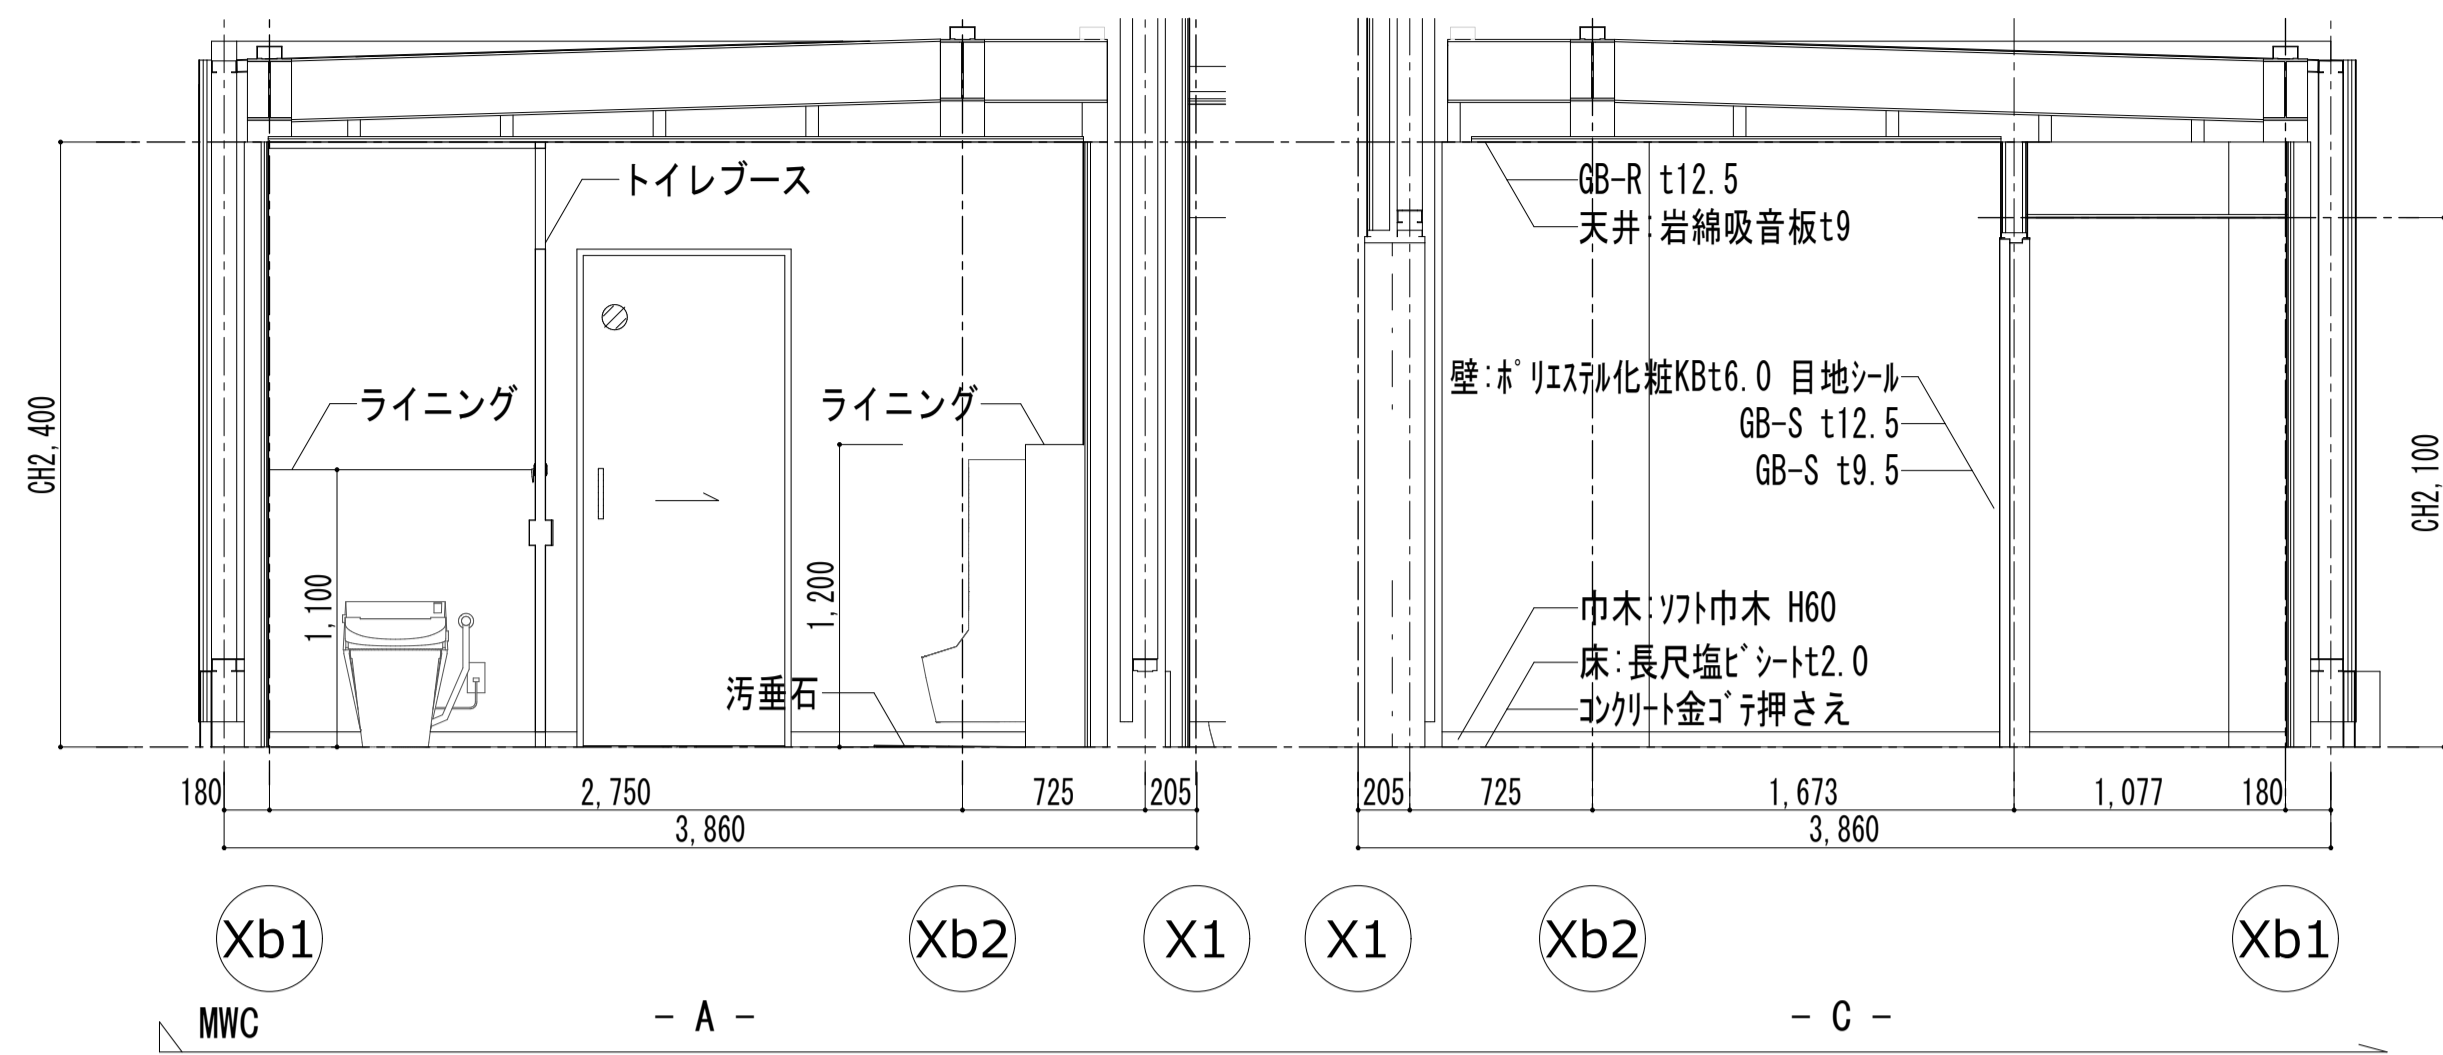 トイレブース
ライニング
ライニング
CH2,400
1,100
1,200
汚垂石
180
2,750
725
205
3,860
Xb1
Xb2
X1
MWC
- A -
GB-R t12.5
天井:岩綿吸音板t9
壁:ポリエステル化粧KBt6.0 目地シール
GB-S t12.5
GB-S t9.5
CH2,100
巾木:ソフト巾木 H60
床:長尺塩ビシートt2.0
コンクリート金ゴテ押さえ
205
725
1,673
1,077
180
3,860
X1
Xb2
Xb1
- C -